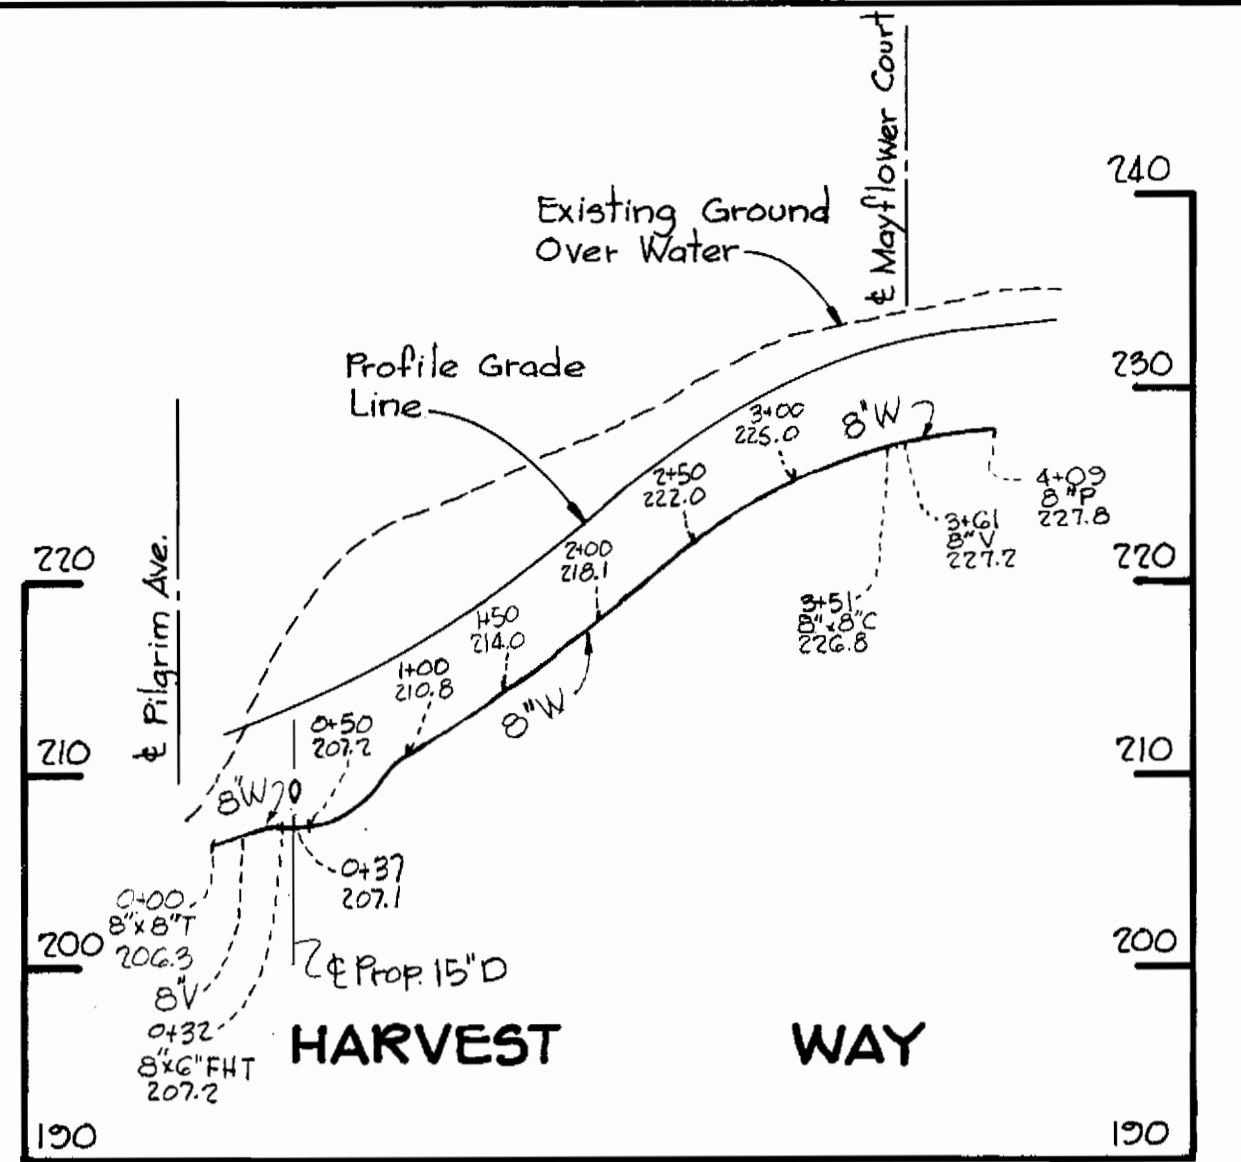 ℄ Mayflower Court
240
Existing Ground
Over Water
230
Profile Grade
Line
3+00
225.0
8"W
2+50
222.0
4+09
8"P
227.8
3+61
8"V
227.2
220
220
℄ Pilgrim Ave.
2+00
218.1
3+51
8"x8"C
226.8
1+50
214.0
1+00
210.8
8"W
0+50
207.2
210
210
8"W
0+37
207.1
0+00
8"x8"T
206.3
200
200
℄ Prop. 15"D
8"V
0+32
8"x6"FHT
207.2
HARVEST WAY
190
190